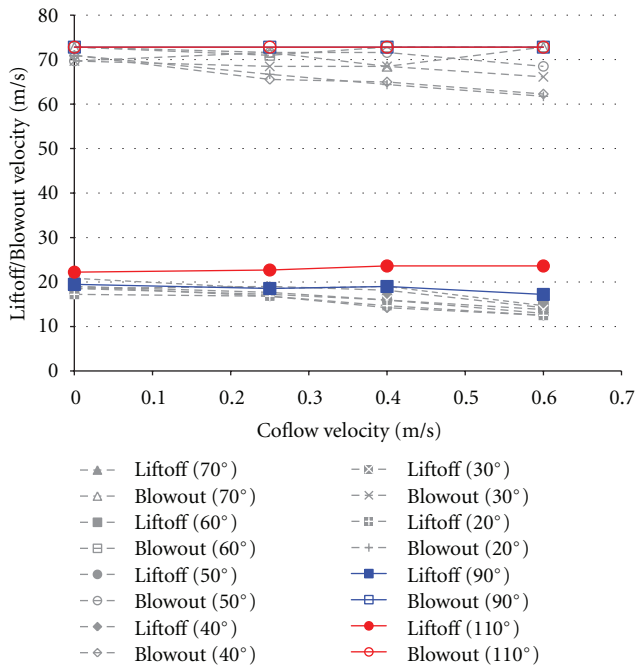 80
70
60
50
40
30
20
10
0
Liftoff/Blowout velocity (m/s)
0 0.1 0.2 0.3 0.4 0.5 0.6 0.7
Coflow velocity (m/s)
Liftoff (70°)
Blowout (70°)
Liftoff (60°)
Blowout (60°)
Liftoff (50°)
Blowout (50°)
Liftoff (40°)
Blowout (40°)
Liftoff (30°)
Blowout (30°)
Liftoff (20°)
Blowout (20°)
Liftoff (90°)
Blowout (90°)
Liftoff (110°)
Blowout (110°)